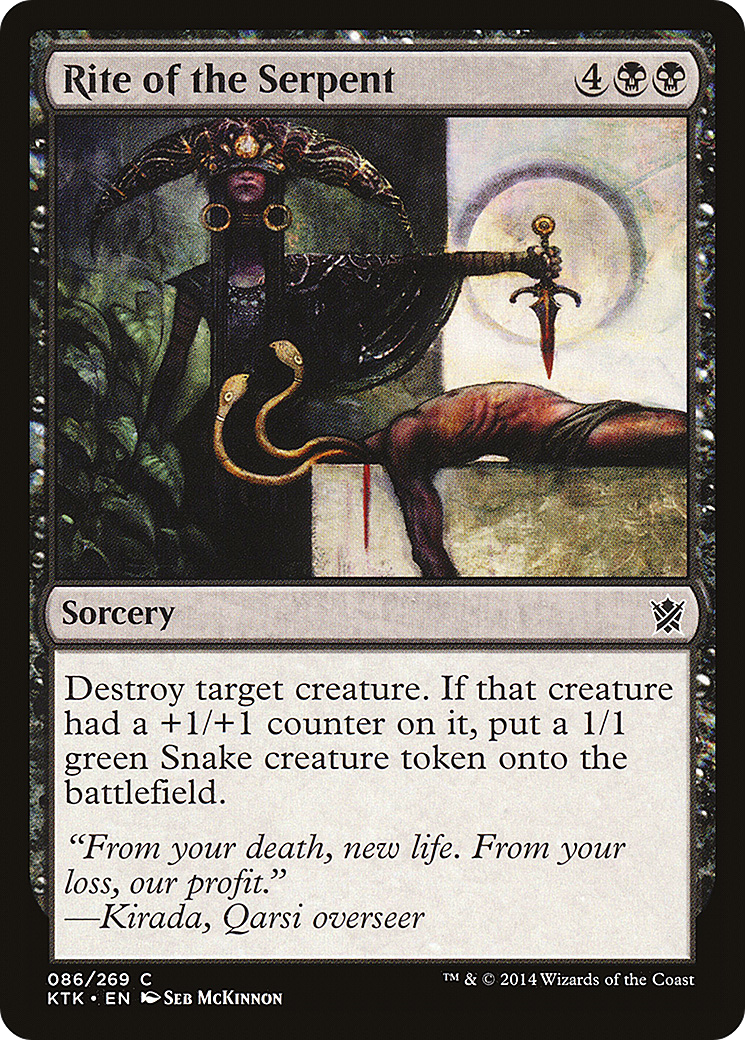 Rite of the Serpent 4
Sorcery
Destroy target creature. If that creature
had a +1/+1 counter on it, put a 1/1
green Snake creature token onto the
battlefield.
“From your death, new life. From your
loss, our profit.”
—Kirada, Qarsi overseer
086/269 C
KTK • EN Seb McKinnon
™ & © 2014 Wizards of the Coast